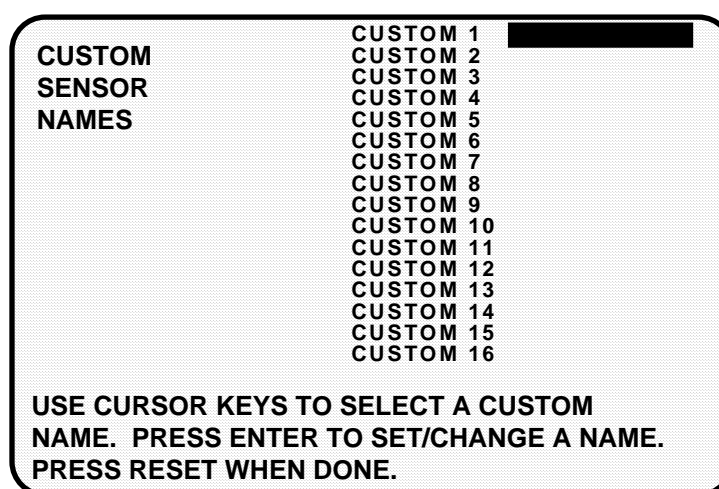 CUSTOM
SENSOR
NAMES
CUSTOM 1
CUSTOM 2
CUSTOM 3
CUSTOM 4
CUSTOM 5
CUSTOM 6
CUSTOM 7
CUSTOM 8
CUSTOM 9
CUSTOM 10
CUSTOM 11
CUSTOM 12
CUSTOM 13
CUSTOM 14
CUSTOM 15
CUSTOM 16
USE CURSOR KEYS TO SELECT A CUSTOM
NAME. PRESS ENTER TO SET/CHANGE A NAME.
PRESS RESET WHEN DONE.